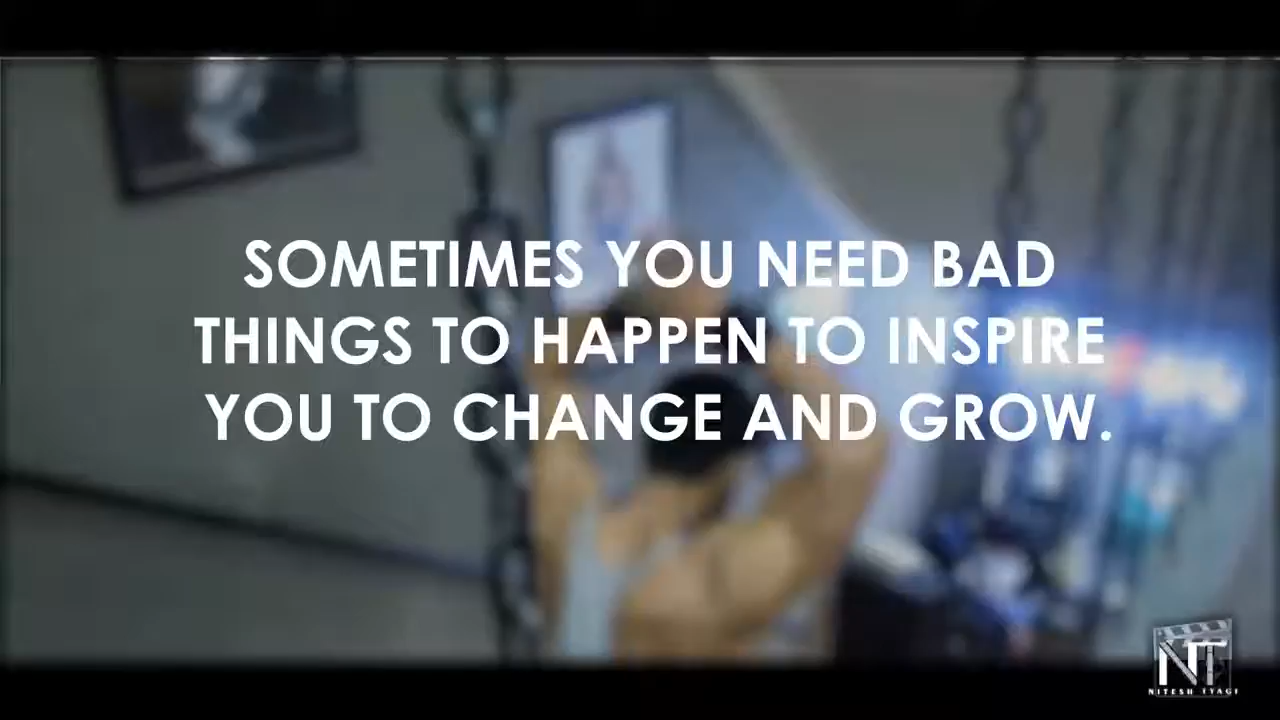 SOMETIMES YOU NEED BAD
THINGS TO HAPPEN TO INSPIRE
YOU TO CHANGE AND GROW.
NT
NITESH TYAGI